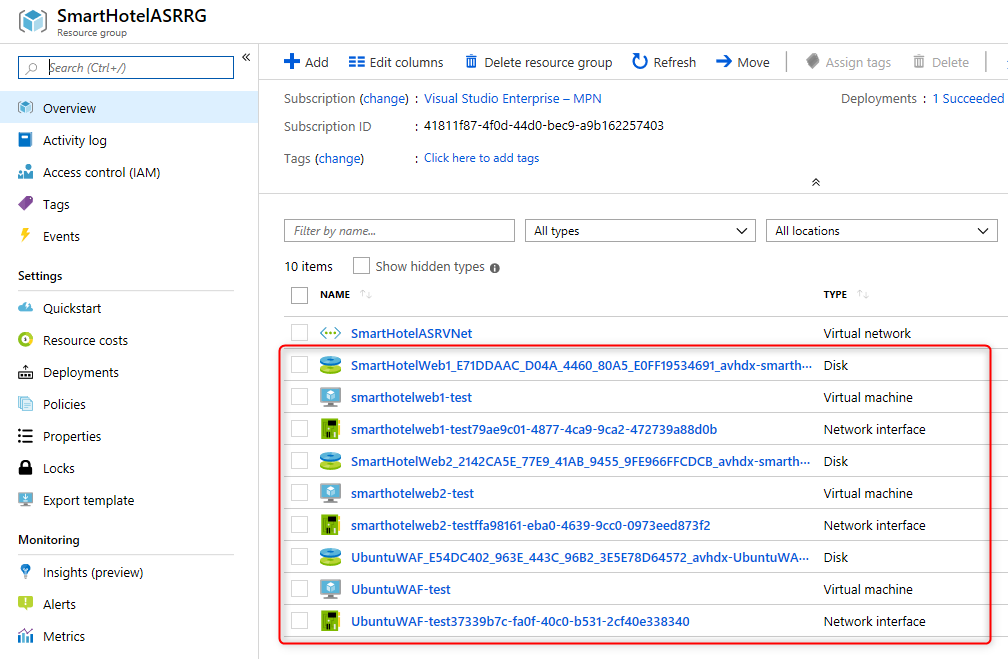 SmartHotelASRRG
Resource group
Search (Ctrl+/)
«
Overview
Activity log
Access control (IAM)
Tags
Events
Settings
Quickstart
Resource costs
Deployments
Policies
Properties
Locks
Export template
Monitoring
Insights (preview)
Alerts
Metrics
Add Edit columns Delete resource group Refresh Move Assign tags Delete
Subscription (change) : Visual Studio Enterprise – MPN Deployments : 1 Succeeded
Subscription ID : 41811f87-4f0d-44d0-bec9-a9b162257403
Tags (change) : Click here to add tags
Filter by name... All types All locations
10 items Show hidden types
NAME TYPE
SmartHotelASRVNet Virtual network
SmartHotelWeb1_E71DDAAC_D04A_4460_80A5_E0FF19534691_avhdx-smarth··· Disk
smarthotelweb1-test Virtual machine
smarthotelweb1-test79ae9c01-4877-4ca9-9ca2-472739a88d0b Network interface
SmartHotelWeb2_2142CA5E_77E9_41AB_9455_9FE966FFCDCB_avhdx-smarth··· Disk
smarthotelweb2-test Virtual machine
smarthotelweb2-testffa98161-eba0-4639-9cc0-0973eed873f2 Network interface
UbuntuWAF_E54DC402_963E_443C_96B2_3E5E78D64572_avhdx-UbuntuWA··· Disk
UbuntuWAF-test Virtual machine
UbuntuWAF-test37339b7c-fa0f-40c0-b531-2cf40e338340 Network interface